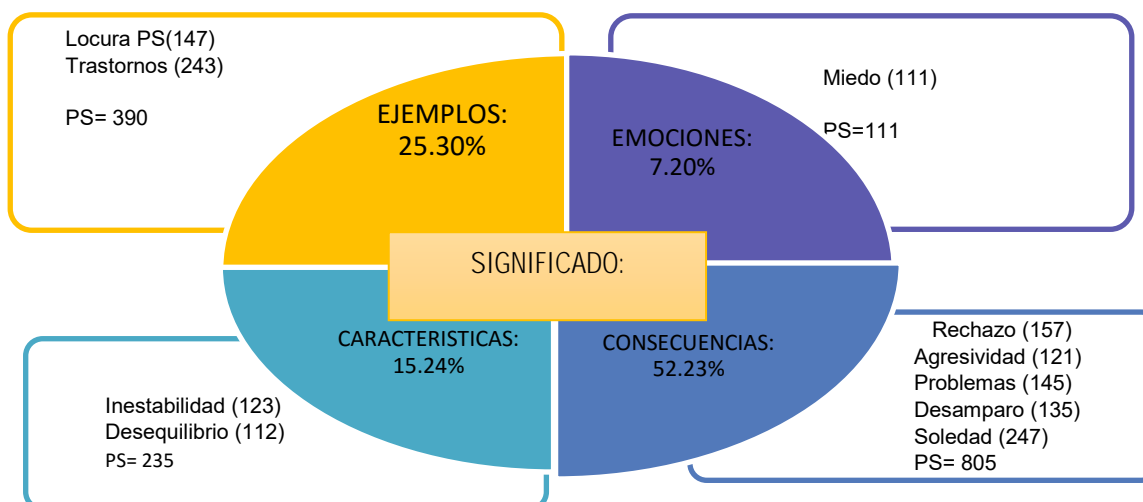 Locura PS(147)
Trastornos (243)
PS= 390
EJEMPLOS:
25.30%
EMOCIONES:
7.20%
Miedo (111)
PS=111
SIGNIFICADO:
CARACTERISTICAS:
15.24%
Inestabilidad (123)
Desequilibrio (112)
PS= 235
CONSECUENCIAS:
52.23%
Rechazo (157)
Agresividad (121)
Problemas (145)
Desamparo (135)
Soledad (247)
PS= 805